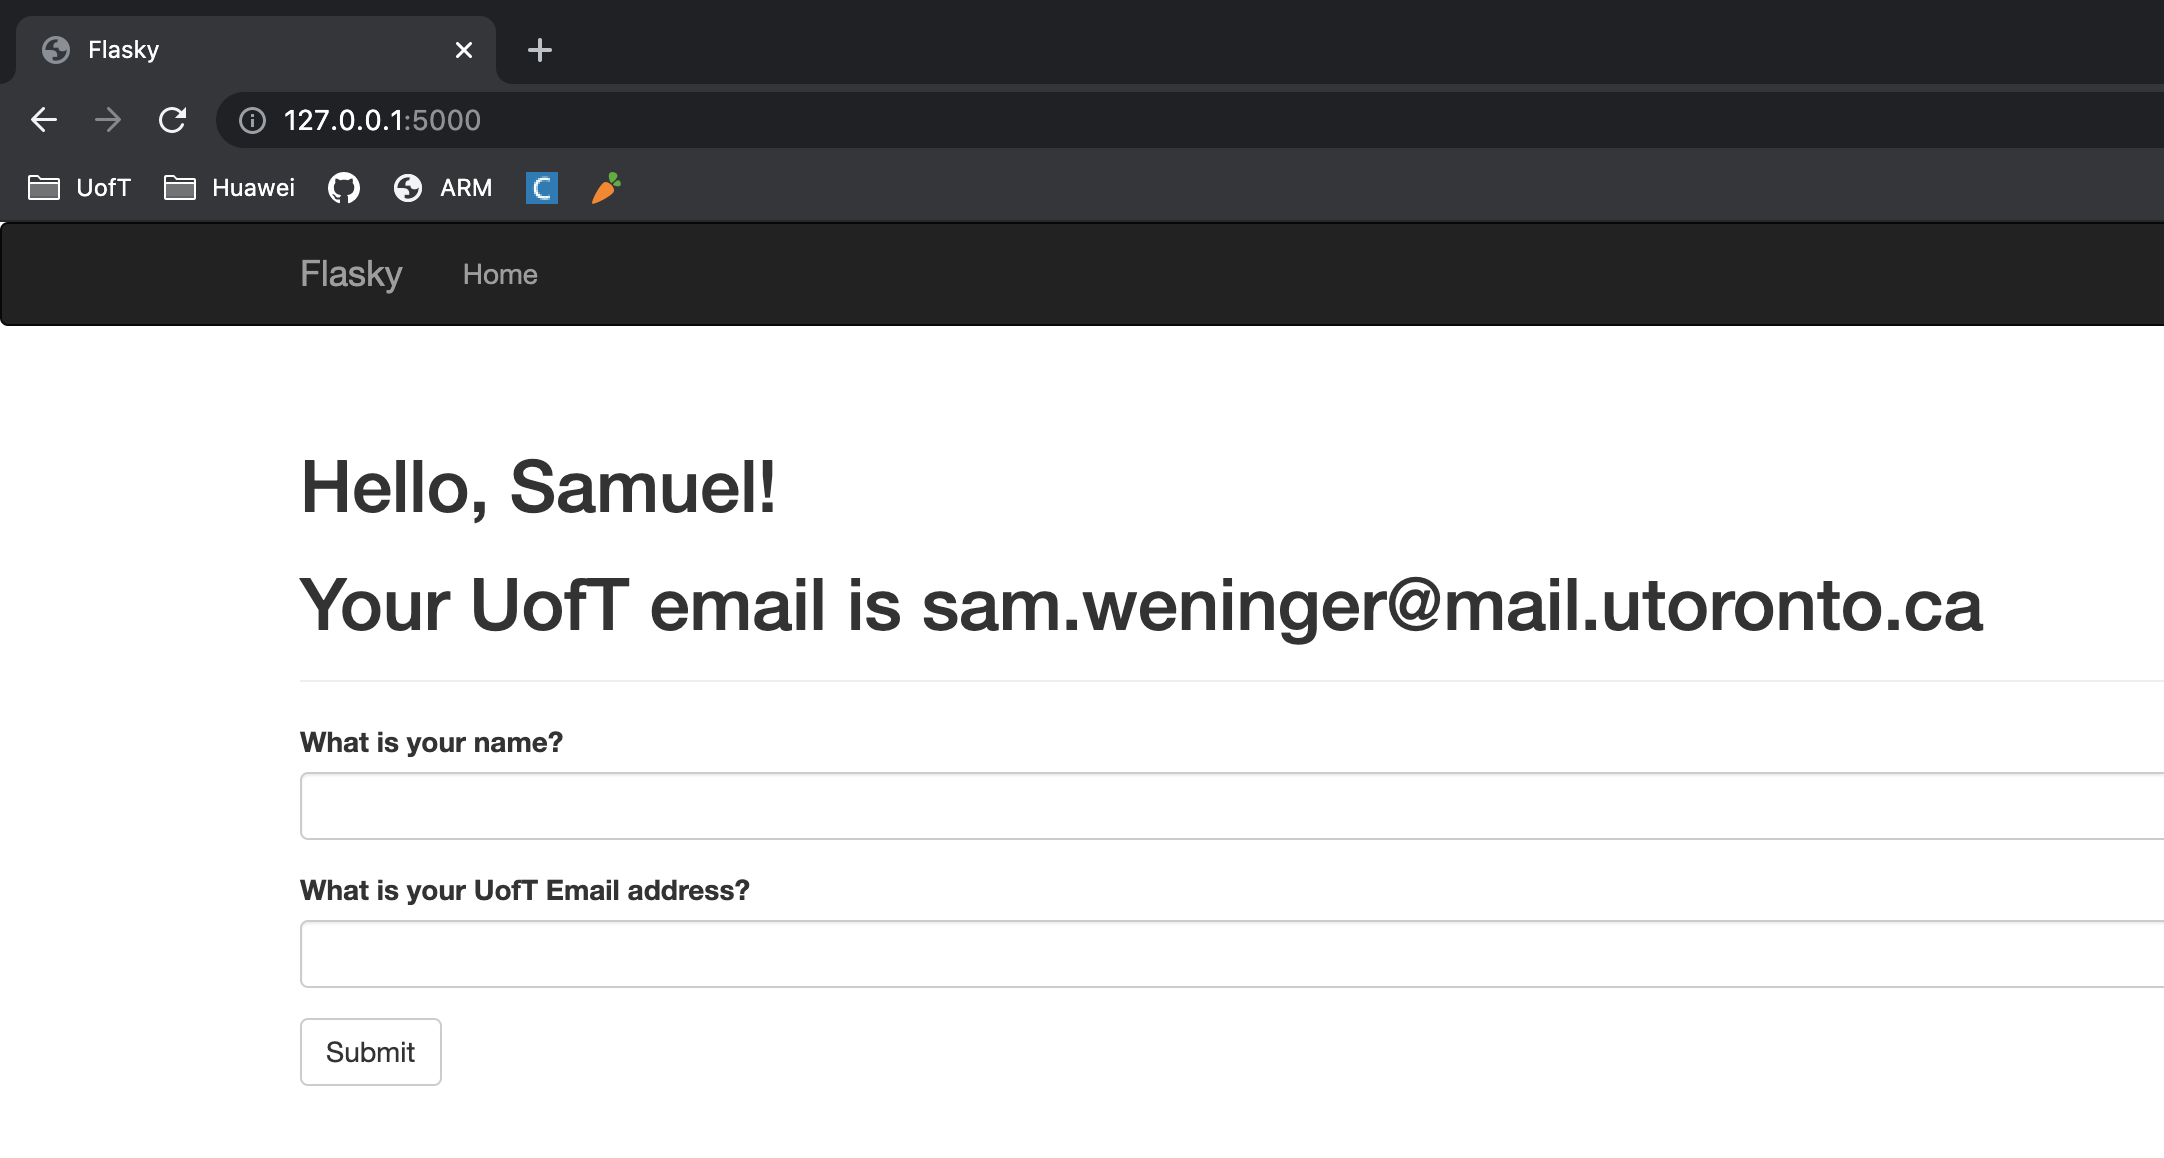 Flasky
127.0.0.1:5000
UofT Huawei ARM C
Flasky Home
Hello, Samuel!
Your UofT email is sam.weninger@mail.utoronto.ca
What is your name?
What is your UofT Email address?
Submit